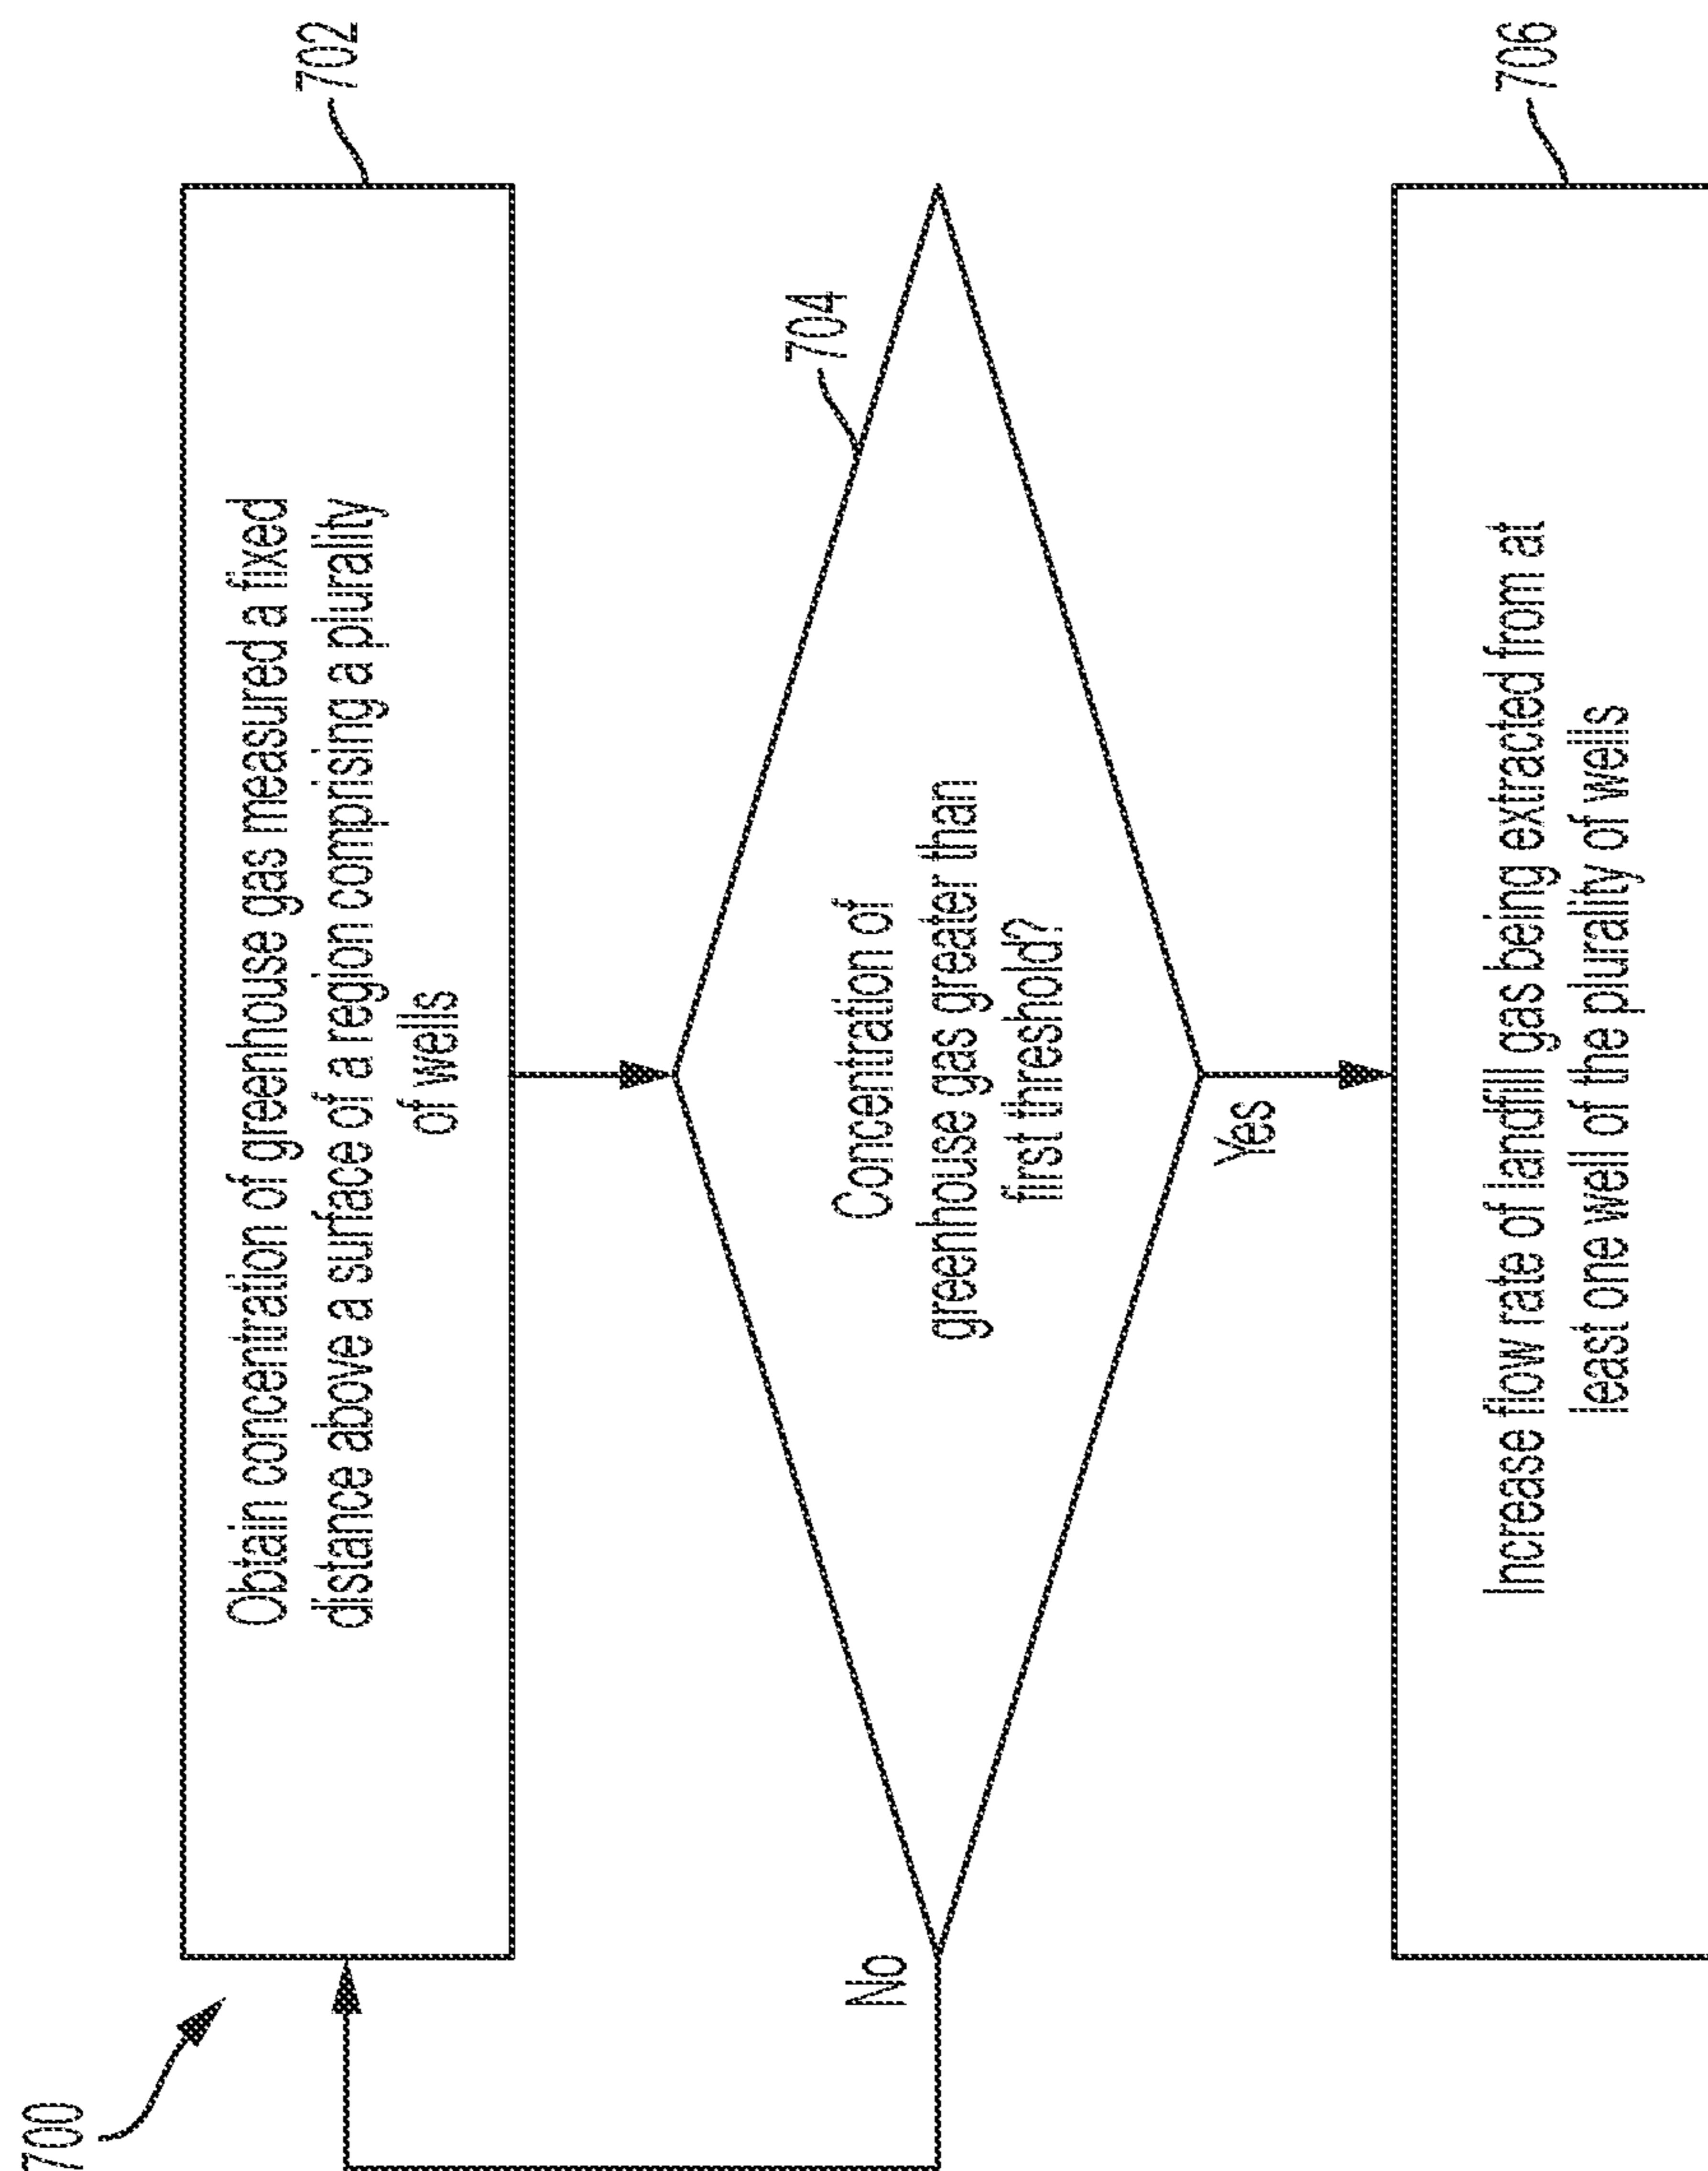 700
702
Obtain concentration of greenhouse gas measured a fixed
distance above a surface of a region comprising a plurality
of wells
704
Concentration of
greenhouse gas greater than
first threshold?
No
Yes
706
Increase flow rate of landfill gas being extracted from at
least one well of the plurality of wells